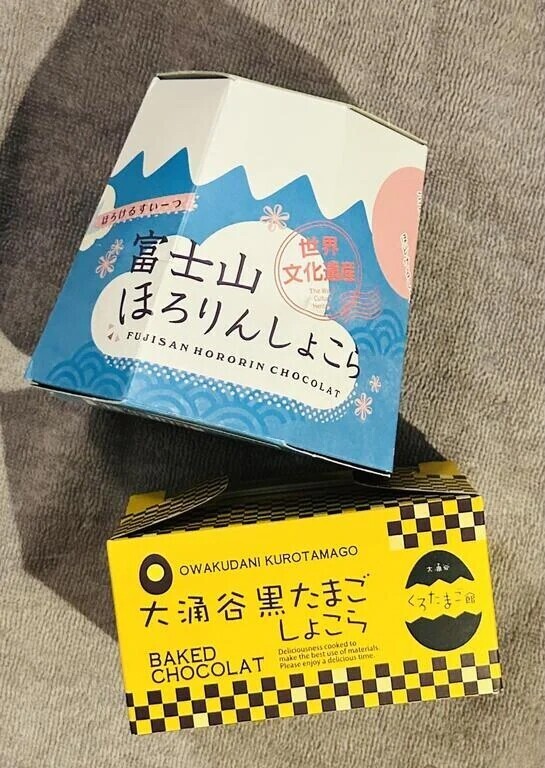 ほろけるすいーつ
富士山
ほろりんしょこら
FUJISAN HORORIN CHOCOLAT
世界
文化遺産
The
OWAKUDANI KUROTAMAGO
大涌谷黒たまご
しょこら
BAKED
CHOCOLAT
Deliciousness cooked to
make the best use of materials.
Please enjoy a delicious time.
大涌谷
くろたまご館